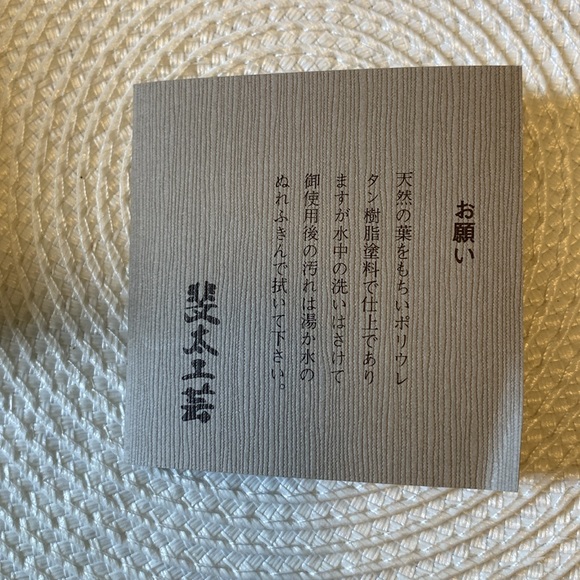 お願い
天然の葉をもちいポリウレ
タン樹脂塗料で仕上であり
ますが水中の洗いはさけて
御使用後の汚れは湯か水の
ぬれふきんで拭いて下さい。
斐太工芸